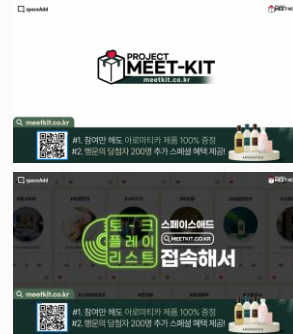 spaceAdd
PROJECT
MEET-KIT
meetkit.co.kr
meetkit.co.kr
#1. 참여만 해도 아로마티카 제품 100% 증정
#2. 행운의 당첨자 200명 추가 스페셜 혜택 제공!
AROMATICA
spaceAdd
토크
플레이
리스트
스페이스애드
MEETKIT.CO.KR
접속해서
meetkit.co.kr
#1. 참여만 해도 아로마티카 제품 100% 증정
#2. 행운의 당첨자 200명 추가 스페셜 혜택 제공!